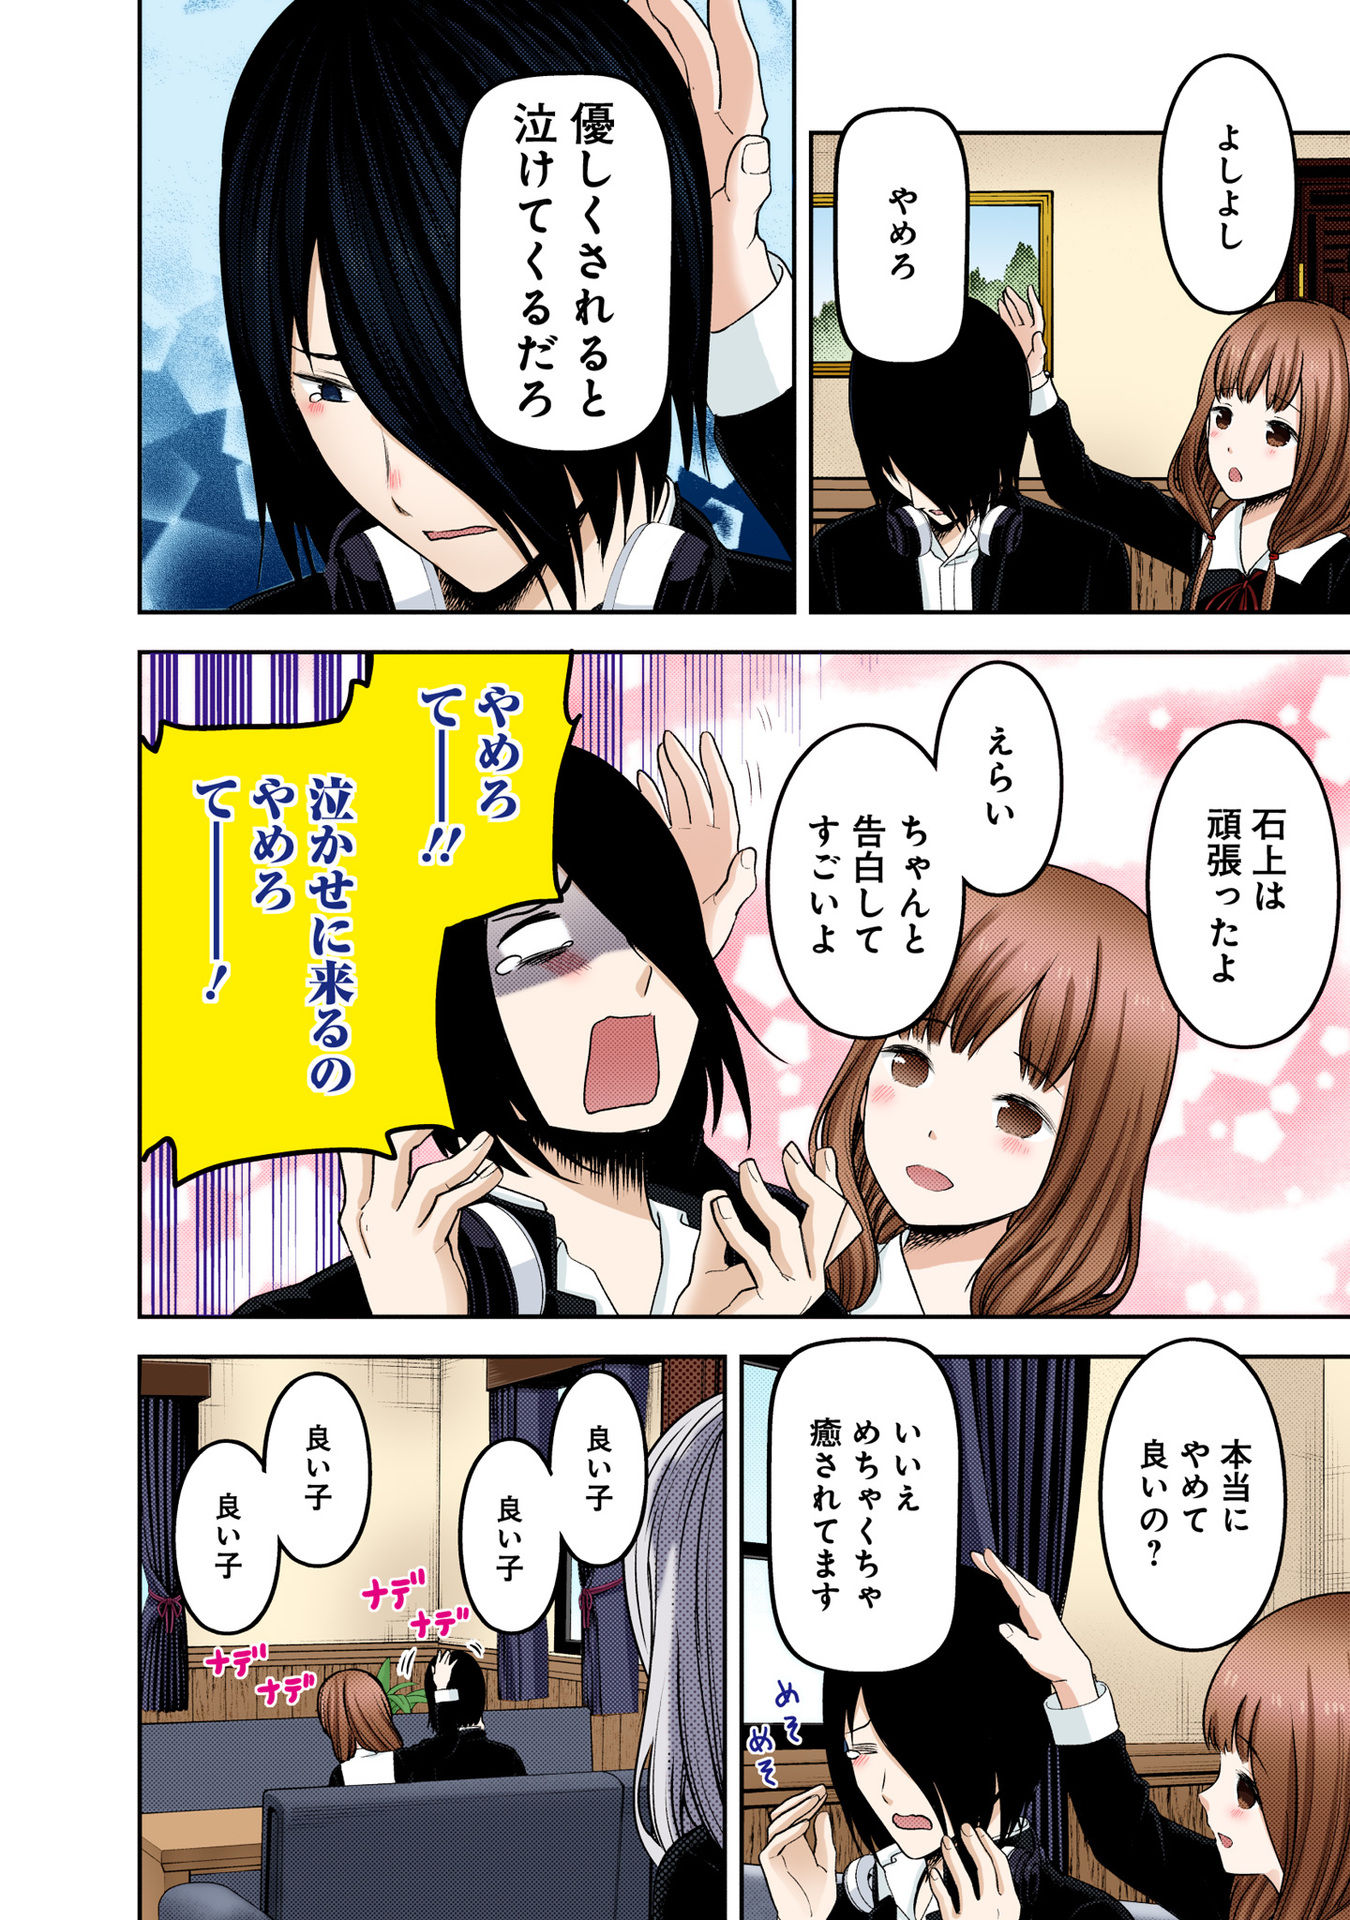 よしよし
やめろ
優しくされると
泣けてくるだろ
石上は
頑張ったよ
えらい
ちゃんと
告白して
すごいよ
やめろ
て――!!
泣かせに来るの
やめろ
て――!
本当に
やめて
良いの？
いいえ
めちゃくちゃ
癒されてます
めそ
めそ
良い子
良い子
良い子
良い子
ナデ
ナデ
ナデ
ナデ